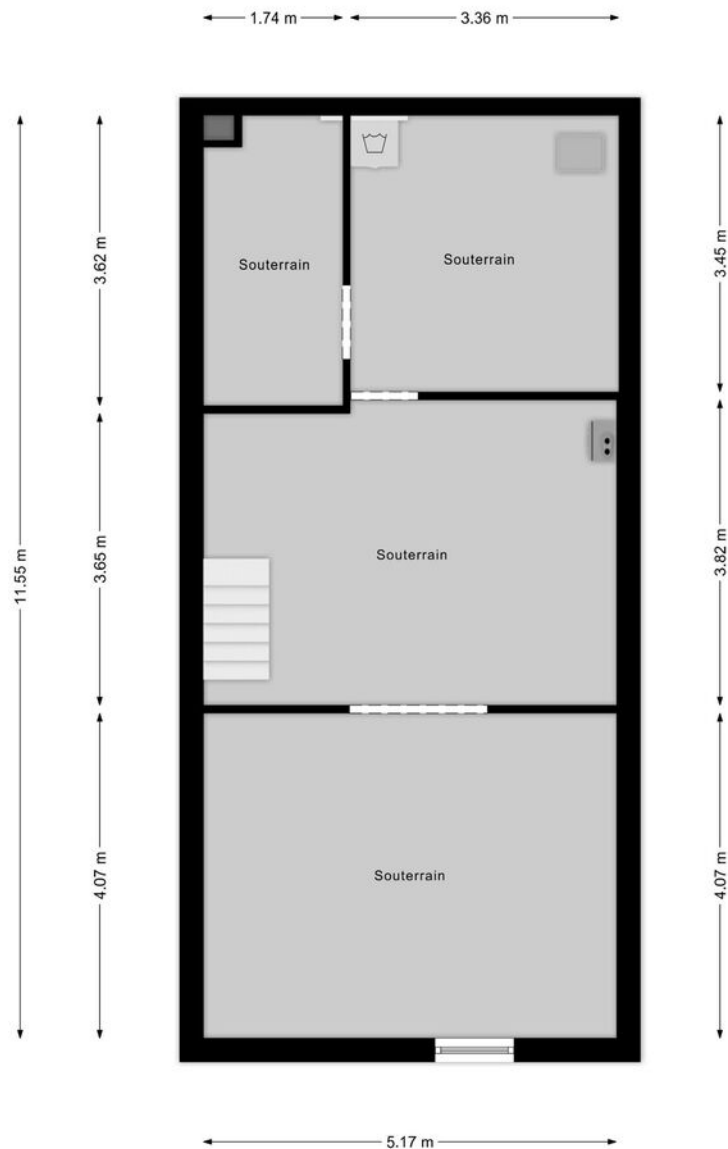 1.74 m
3.36 m
3.62 m
3.45 m
Souterrain
Souterrain
11.55 m
3.65 m
3.82 m
Souterrain
4.07 m
4.07 m
Souterrain
5.17 m